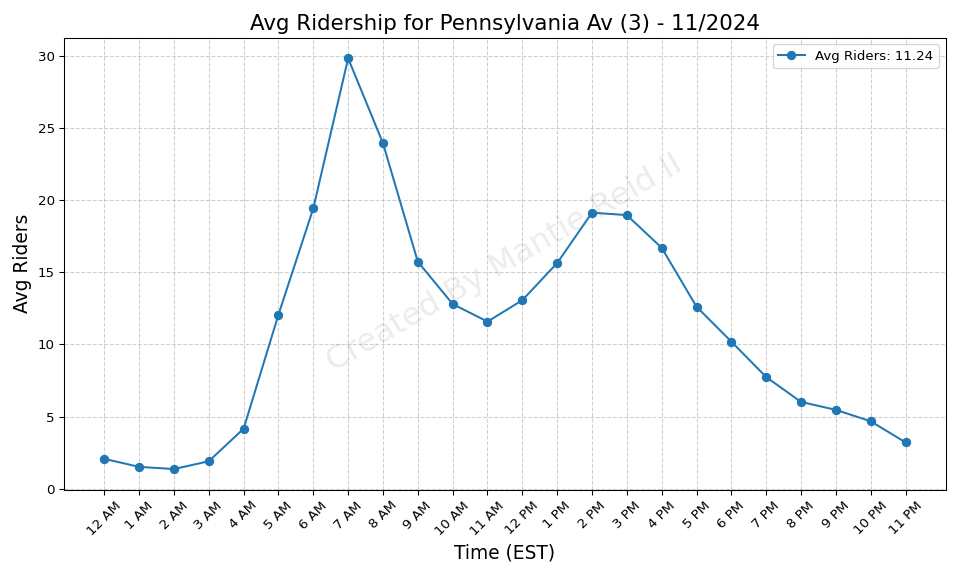 Avg Ridership for Pennsylvania Av (3) - 11/2024
Avg Riders: 11.24
Avg Riders
30
25
20
15
10
5
0
Created By Mantie Reid II
12 AM
1 AM
2 AM
3 AM
4 AM
5 AM
6 AM
7 AM
8 AM
9 AM
10 AM
11 AM
12 PM
1 PM
2 PM
3 PM
4 PM
5 PM
6 PM
7 PM
8 PM
9 PM
10 PM
11 PM
Time (EST)